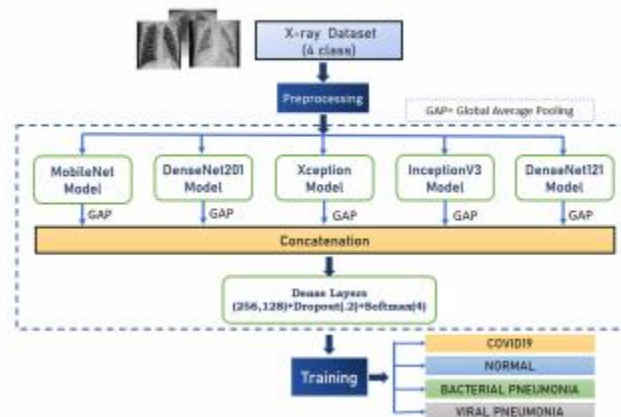 X-ray Dataset
(4 class)
Preprocessing
GAP= Global Average Pooling
MobileNet
Model
DenseNet201
Model
Xception
Model
InceptionV3
Model
DenseNet121
Model
GAP
GAP
GAP
GAP
GAP
Concatenation
Dense Layers
(256,128)+Dropout(.2)+Softmax(4)
Training
COVID19
NORMAL
BACTERIAL PNEUMONIA
VIRAL PNEUMONIA